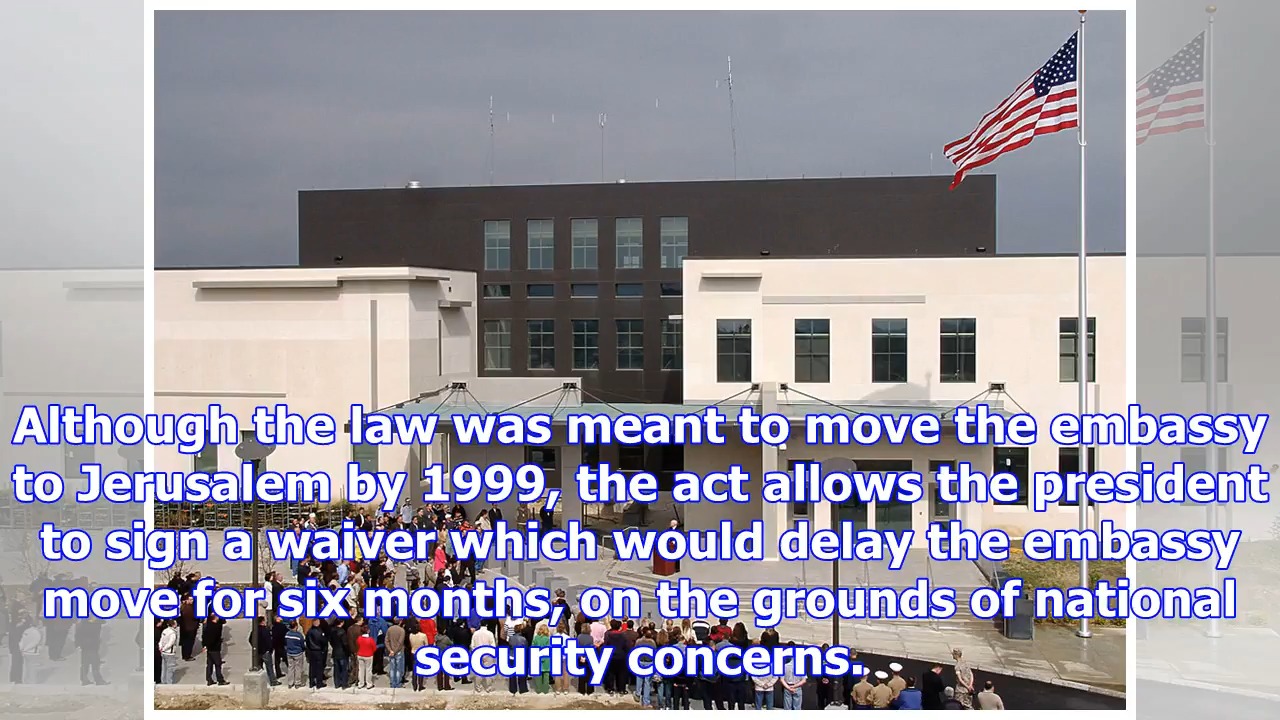 Although the law was meant to move the embassy
to Jerusalem by 1999, the act allows the president
to sign a waiver which would delay the embassy
move for six months, on the grounds of national
security concerns.